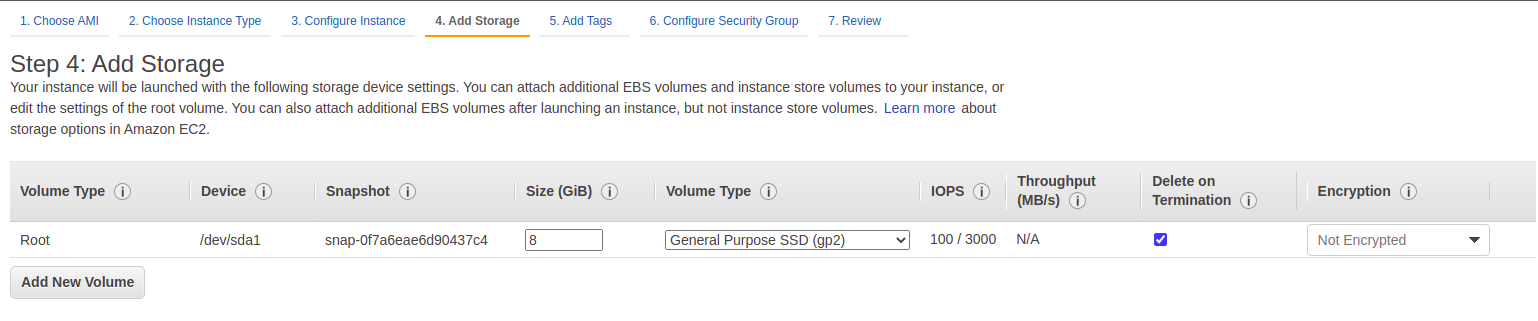 1. Choose AMI 2. Choose Instance Type 3. Configure Instance 4. Add Storage 5. Add Tags 6. Configure Security Group 7. Review
Step 4: Add Storage
Your instance will be launched with the following storage device settings. You can attach additional EBS volumes and instance store volumes to your instance, or
edit the settings of the root volume. You can also attach additional EBS volumes after launching an instance, but not instance store volumes. Learn more about
storage options in Amazon EC2.
Volume Type Device Snapshot Size (GiB) Volume Type IOPS Throughput (MB/s) Delete on Termination Encryption
Root /dev/sda1 snap-0f7a6eae6d90437c4 8 General Purpose SSD (gp2) 100 / 3000 N/A Not Encrypted
Add New Volume